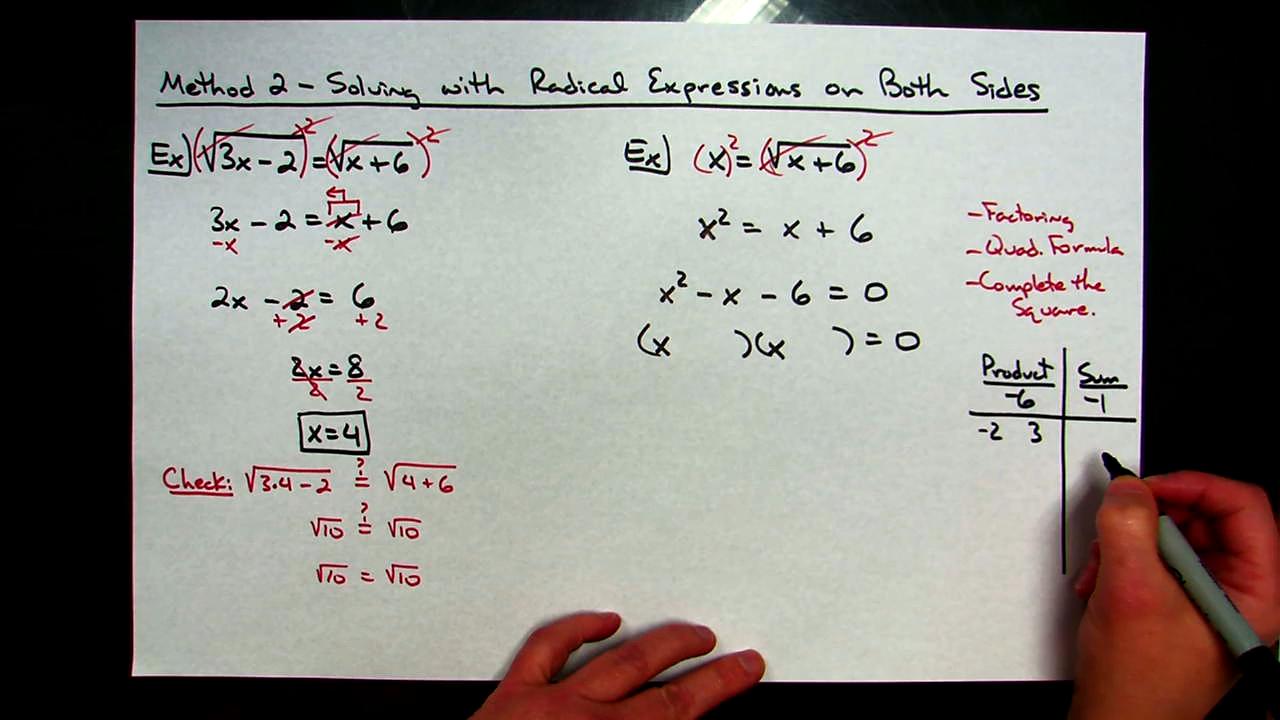 Method 2 - Solving with Radical Expressions on Both Sides
Ex) (√3x-2)² = (√x+6)²
3x - 2 = x + 6
-x -x
2x - 2 = 6
+2 +2
2x = 8
2 2
x=4
Check: √3·4-2 ≟ √4+6
√10 ≟ √10
√10 = √10
Ex) (x)² = (√x+6)²
x² = x + 6
x² - x - 6 = 0
(x )(x ) = 0
-Factoring
-Quad. Formula
-Complete the
Square.
Product Sum
-6 -1
-2 3